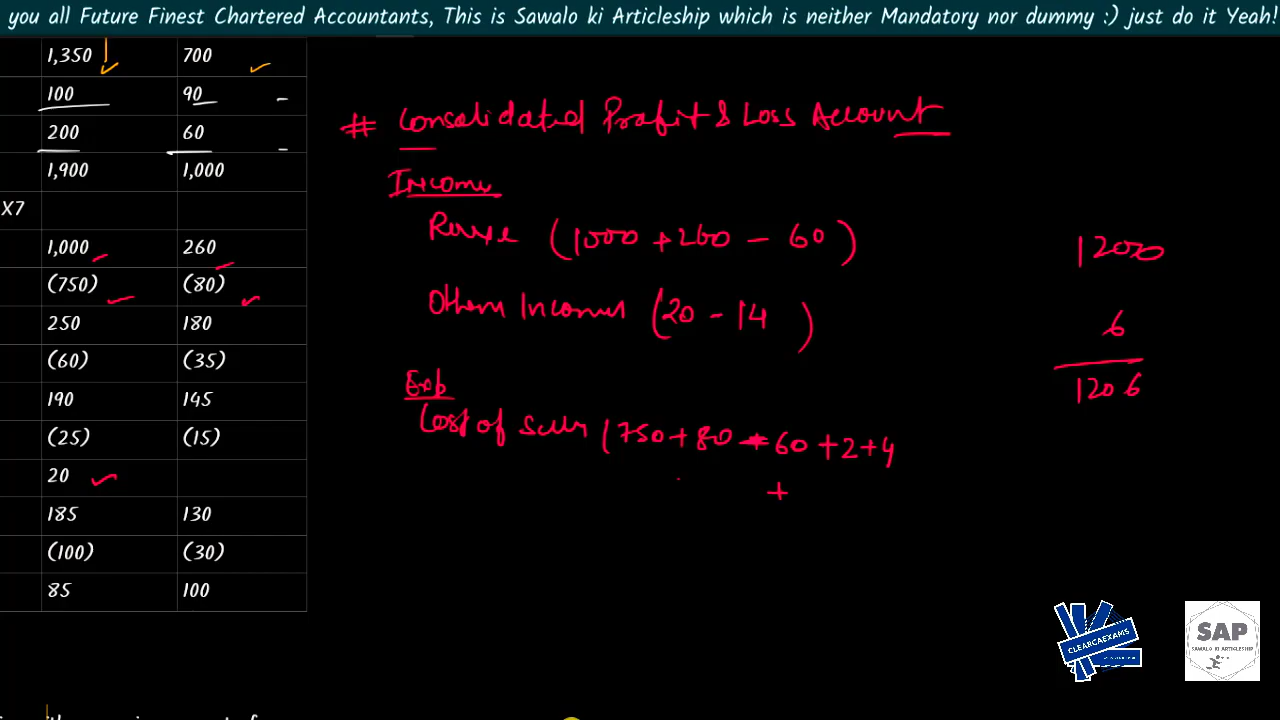 you all Future Finest Chartered Accountants, This is Sawalo ki Articleship which is neither Mandatory nor dummy :) just do it Yeah!
1,350 700
100 90 -
200 60 -
1,900 1,000
X7
1,000 260
(750) (80)
250 180
(60) (35)
190 145
(25) (15)
20
185 130
(100) (30)
85 100
# Consolidated Profit & Loss Account
Income
(1000 + 260 - 60) 1200
Other Incomes (20 - 14) 6
1206
Exp
Cost of (750 + 80 - 60 + 2 + 4
+
CLEARCAEXAMS
SAP
SAWALO KI ARTICLESHIP